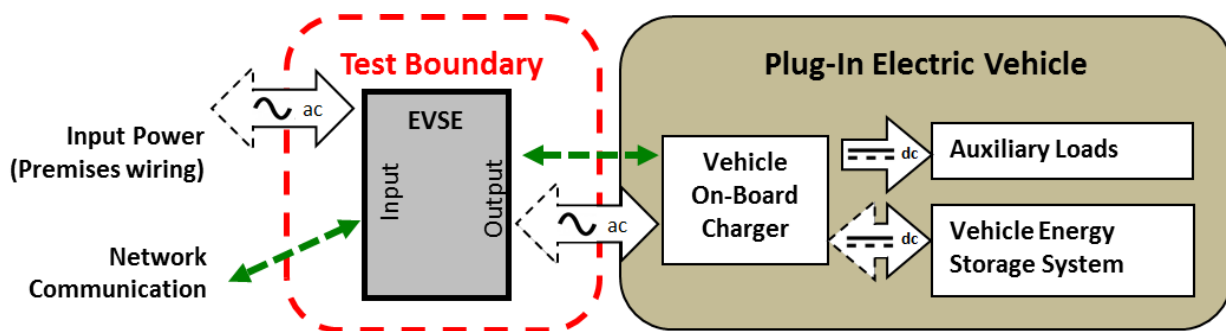 Test Boundary
Plug-In Electric Vehicle
ac
EVSE
Input Power
(Premises wiring)
Input
Output
Vehicle
On-Board
Charger
dc
Auxiliary Loads
ac
dc
Vehicle Energy
Storage System
Network
Communication